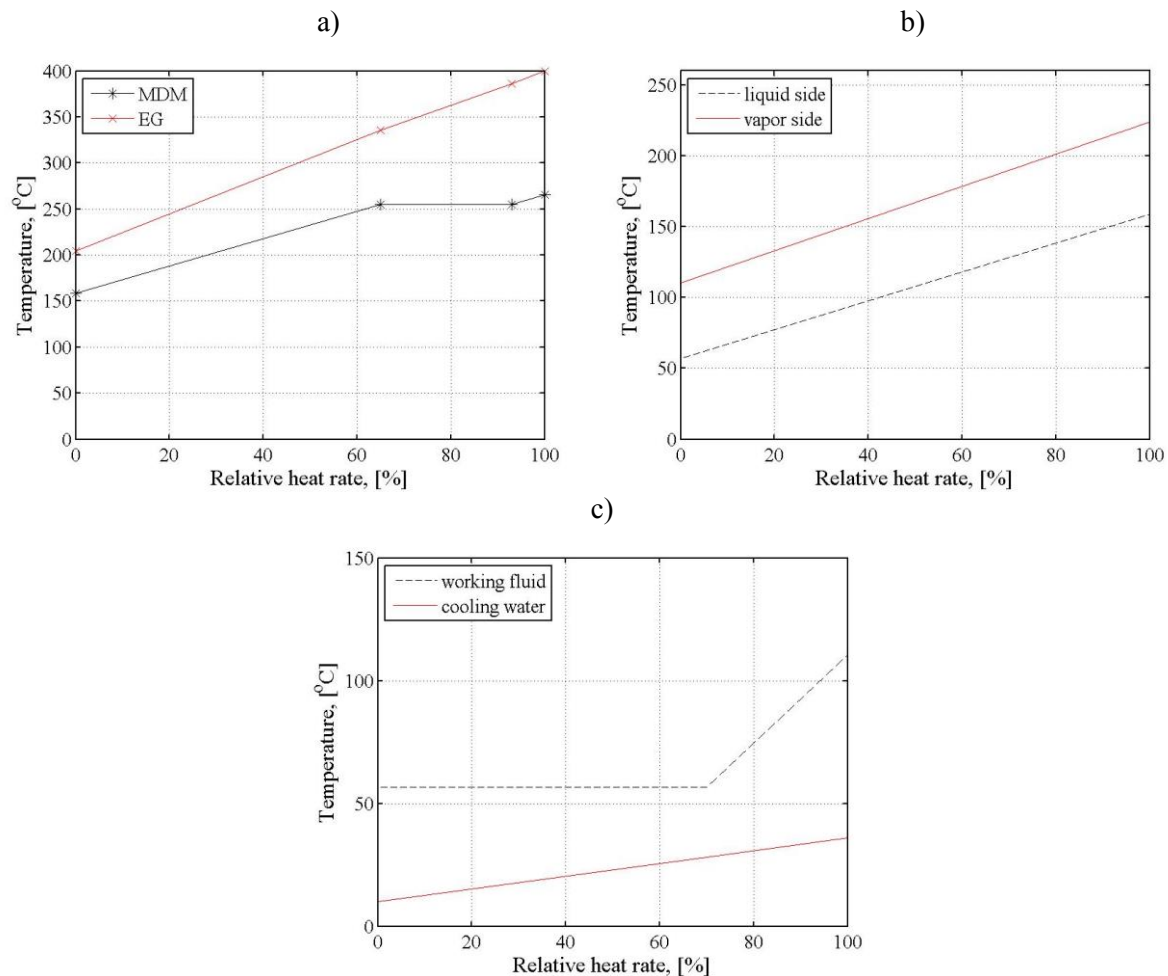 a)
400
350
300
250
200
150
100
50
0
0 20 40 60 80 100
Temperature, [°C]
Relative heat rate, [%]
MDM
EG
b)
250
200
150
100
50
0
0 20 40 60 80 100
Temperature, [°C]
Relative heat rate, [%]
liquid side
vapor side
c)
150
100
50
0
0 20 40 60 80 100
Temperature, [°C]
Relative heat rate, [%]
working fluid
cooling water